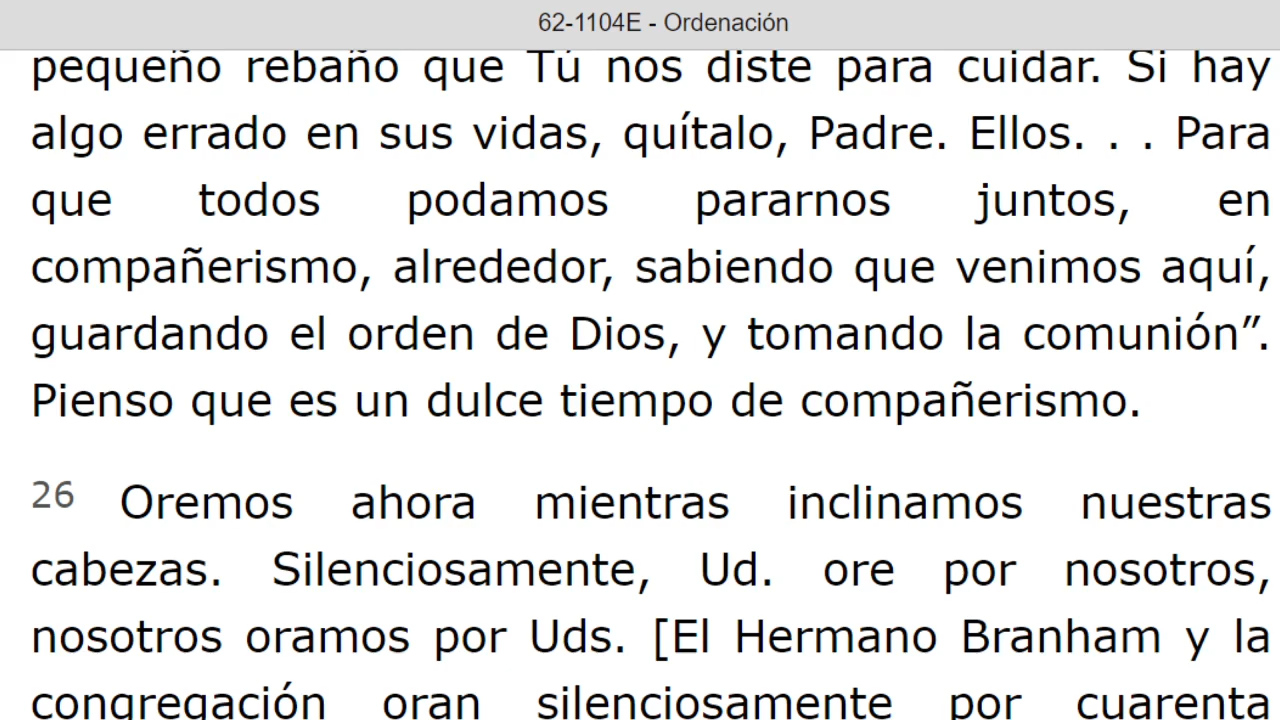 62-1104E - Ordenación
pequeño rebaño que Tú nos diste para cuidar. Si hay
algo errado en sus vidas, quítalo, Padre. Ellos. . . Para
que todos podamos pararnos juntos, en
compañerismo, alrededor, sabiendo que venimos aquí,
guardando el orden de Dios, y tomando la comunión”.
Pienso que es un dulce tiempo de compañerismo.
26 Oremos ahora mientras inclinamos nuestras
cabezas. Silenciosamente, Ud. ore por nosotros,
nosotros oramos por Uds. [El Hermano Branham y la
congregación oran silenciosamente por cuarenta